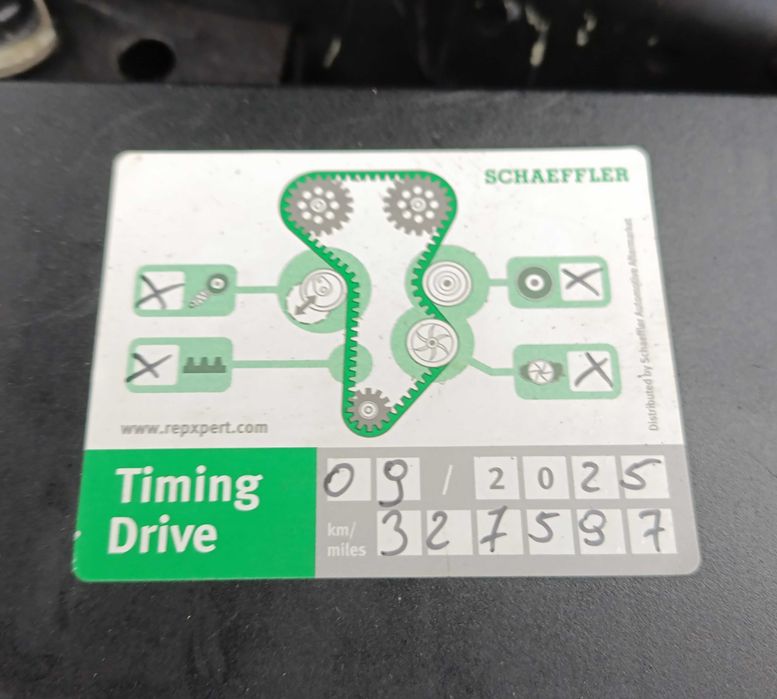 SCHAEFFLER
X
X
X
X
Distributed by Schaeffler Automotive Aftermarket
www.repxpert.com
Timing Drive
09 / 2025
km/miles 327597